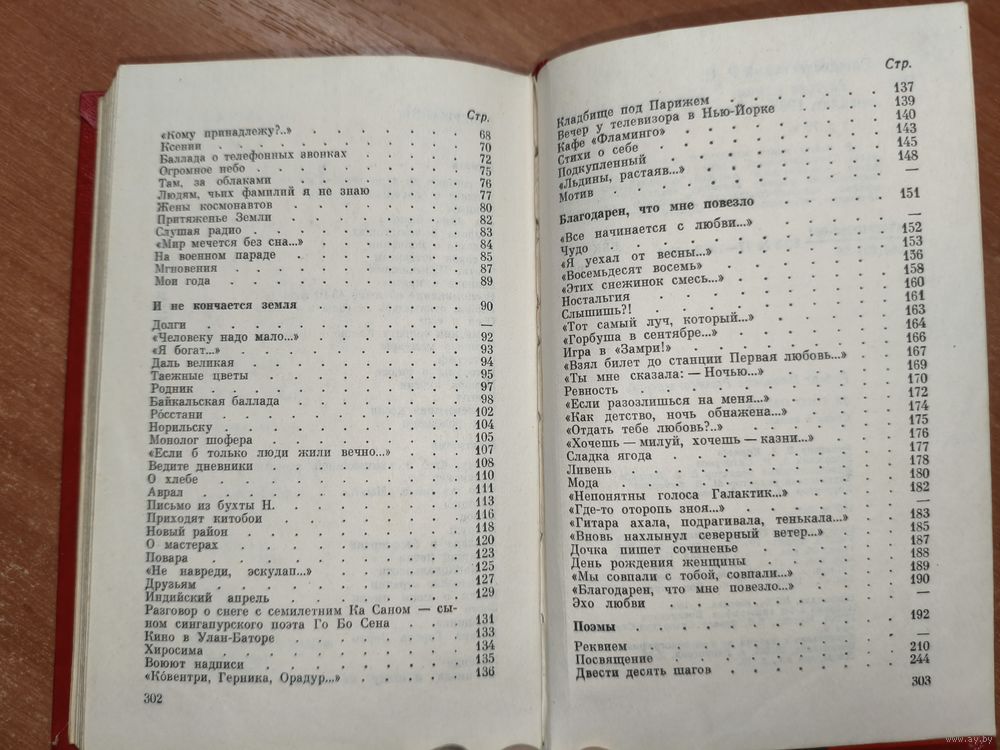 Стр.
«Кому принадлежу?..» 68
Ксении 70
Баллада о телефонных звонках 72
Огромное небо 75
Там, за облаками 76
Людям, чьих фамилий я не знаю 77
Жены космонавтов 80
Притяженье Земли 82
Слушая радио 83
«Мир мечется без сна...» 84
На военном параде 85
Мгновения 87
Мои года 89
И не кончается земля 90
Долги —
«Человеку надо мало...» 92
«Я богат...» 93
Даль великая 94
Таежные цветы 95
Родник 97
Байкальская баллада 98
Ро́сстани 102
Норильску 104
Монолог шофера 105
«Если б только люди жили вечно...» 107
Ведите дневники 108
О хлебе 110
Аврал 111
Письмо из бухты Н. 113
Приходят китобои 116
Новый район 118
О мастерах 120
Повара 123
«Не навреди, эскулап...» 125
Друзьям 127
Индийский апрель 129
Разговор о снеге с семилетним Ка Саном — сы-
ном сингапурского поэта Го Бо Сена 131
Кино в Улан-Баторе 133
Хиросима 134
Воюют надписи 135
«Ко́вентри, Герника, Орадур...» 136
302
Стр.
Кладбище под Парижем 137
Вечер у телевизора в Нью-Йорке 139
Кафе «Фламинго» 140
Стихи о себе 143
Подкупленный 145
«Льдины, растаяв...» 148
Мотив —
Благодарен, что мне повезло 151
«Все начинается с любви...» —
Чудо 152
«Я уехал от весны...» 153
«Восемьдесят восемь» 136
«Этих снежинок смесь...» 158
Ностальгия 160
Слышишь?! 161
«Тот самый луч, который...» 163
«Горбуша в сентябре...» 164
Игра в «Замри!» 166
«Взял билет до станции Первая любовь...» 167
«Ты мне сказала: — Ночью...» 169
Ревность 170
«Если разозлишься на меня...» 172
«Как детство, ночь обнажена...» 174
«Отдать тебе любовь?..» 175
«Хочешь — милуй, хочешь — казни...» 176
Сладка ягода 177
Ливень 178
Мода 180
«Непонятны голоса Галактик...» 182
«Где-то оторопь зноя...» —
«Гитара ахала, подрагивала, тенькала...» 183
«Вновь нахлынул северный ветер...» 185
Дочка пишет сочиненье 187
День рождения женщины 188
«Мы совпали с тобой, совпали...» 189
«Благодарен, что мне повезло...» 190
Эхо любви —
Поэмы 192
Реквием —
Посвящение 210
Двести десять шагов 244
303
www.ay.by